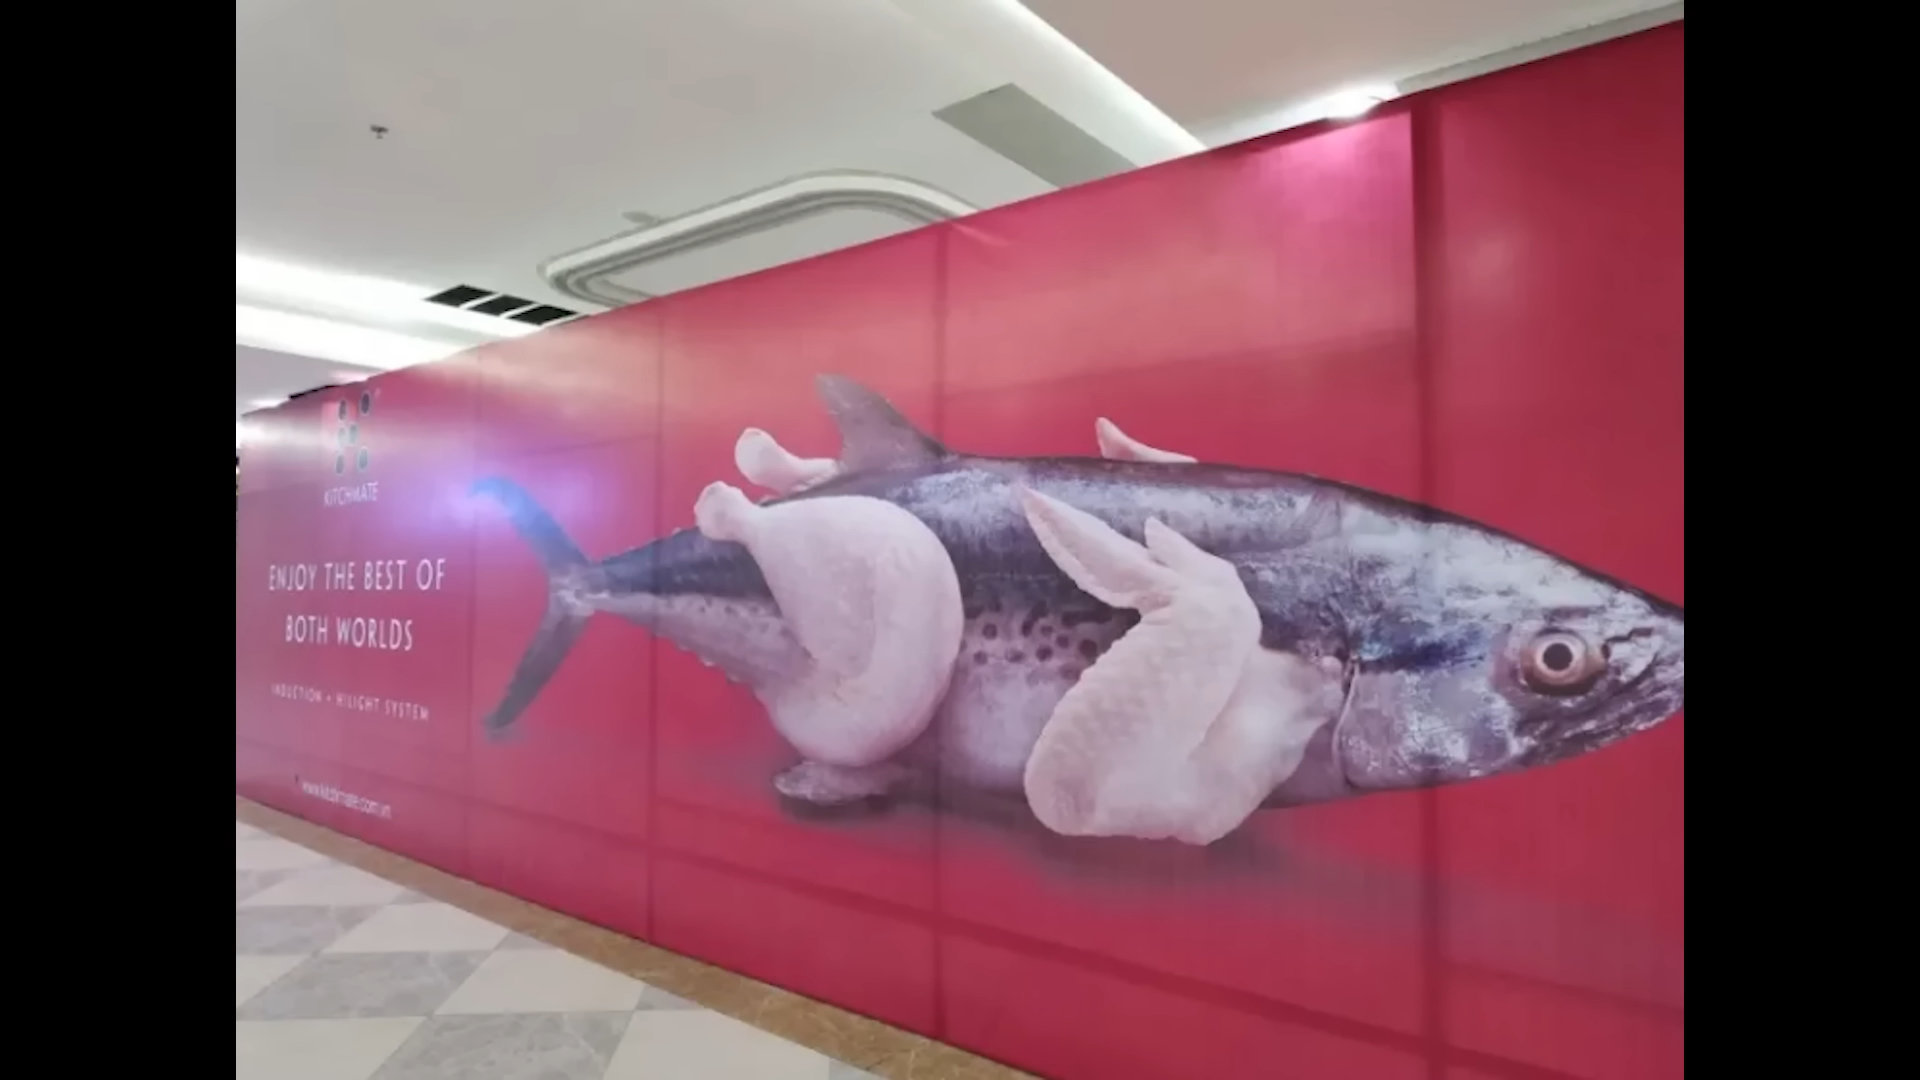 KITCHMATE
ENJOY THE BEST OF
BOTH WORLDS
INDUCTION + HILIGHT SYSTEM
www.kitchmate.com.vn